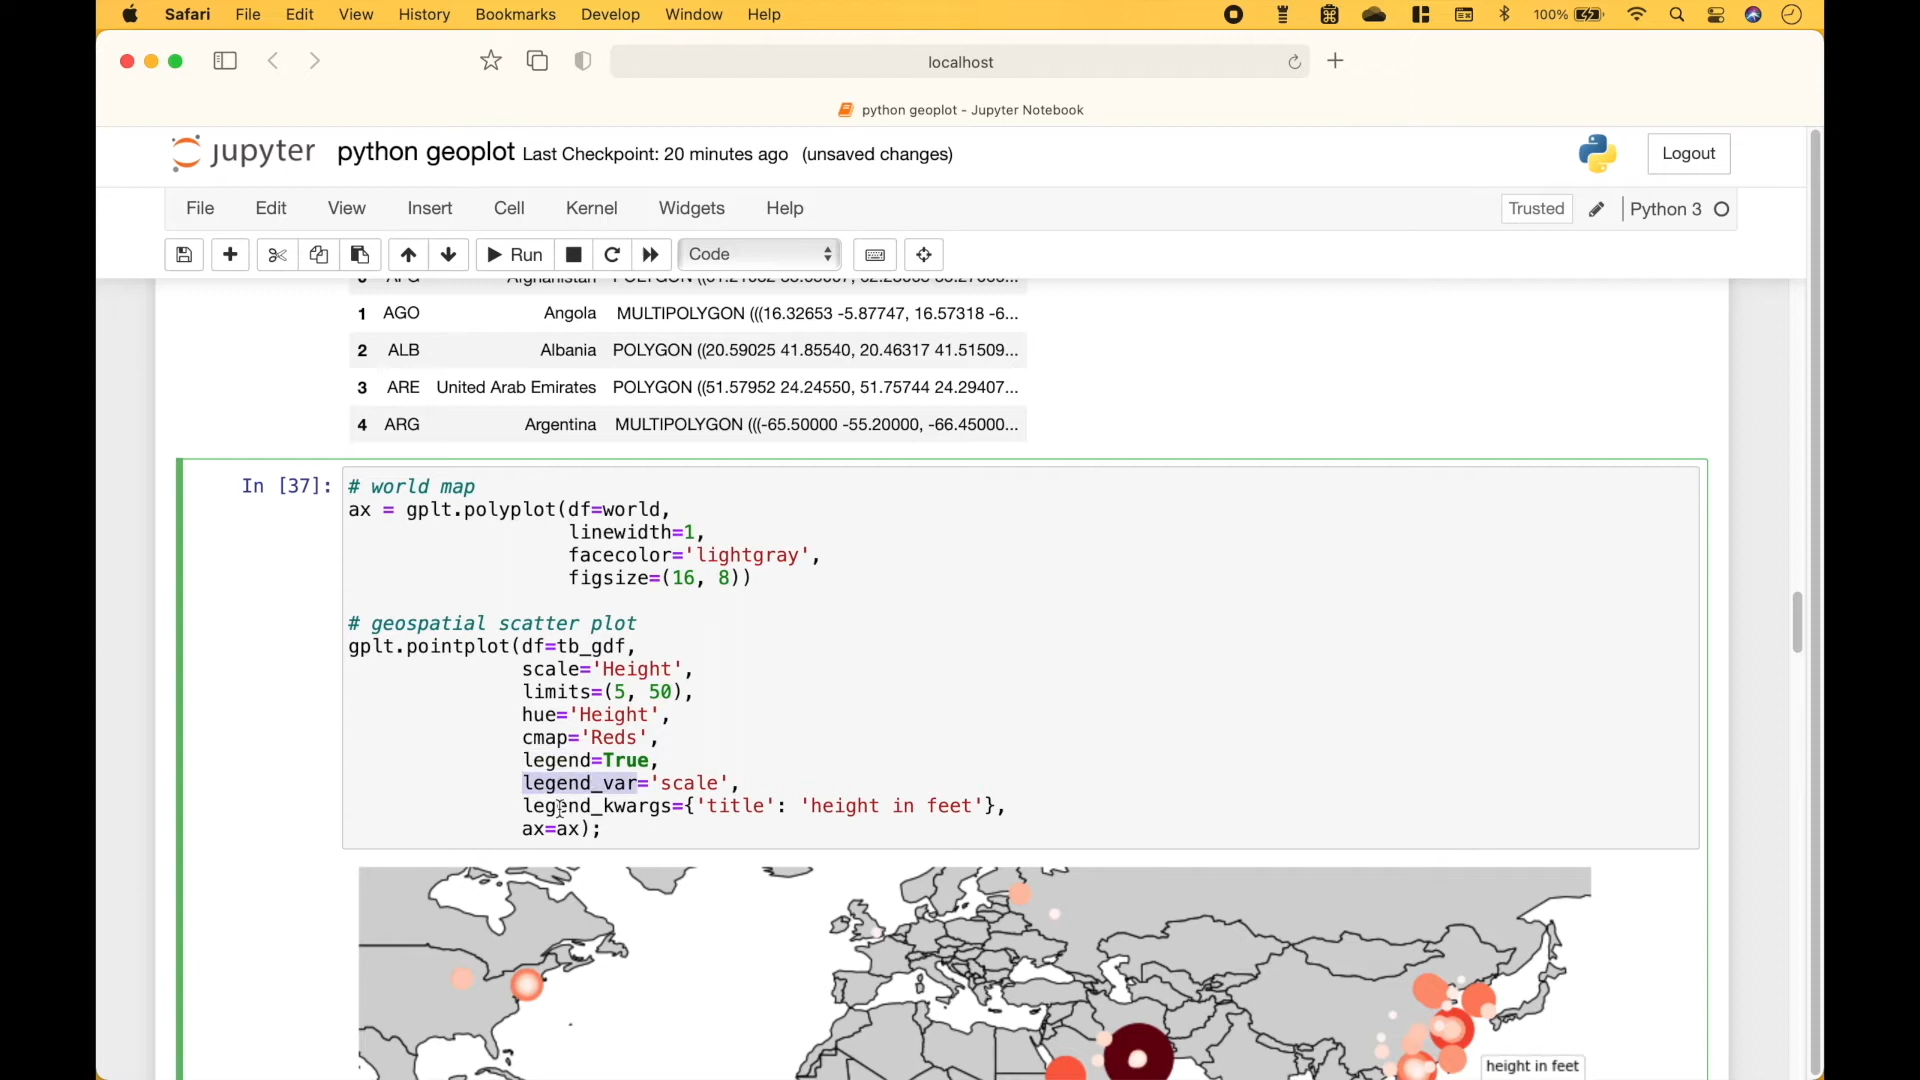 Safari File Edit View History Bookmarks Develop Window Help 100%
localhost
python geoplot - Jupyter Notebook
jupyter python geoplot Last Checkpoint: 20 minutes ago (unsaved changes) Logout
File Edit View Insert Cell Kernel Widgets Help Trusted Python 3
Run Code
1 AGO Angola MULTIPOLYGON (((16.32653 -5.87747, 16.57318 -6...
2 ALB Albania POLYGON ((20.59025 41.85540, 20.46317 41.51509...
3 ARE United Arab Emirates POLYGON ((51.57952 24.24550, 51.75744 24.29407...
4 ARG Argentina MULTIPOLYGON (((-65.50000 -55.20000, -66.45000...
In [37]: # world map
ax = gplt.polyplot(df=world,
linewidth=1,
facecolor='lightgray',
figsize=(16, 8))
# geospatial scatter plot
gplt.pointplot(df=tb_gdf,
scale='Height',
limits=(5, 50),
hue='Height',
cmap='Reds',
legend=True,
legend_var='scale',
legend_kwargs={'title': 'height in feet'},
ax=ax);
height in feet